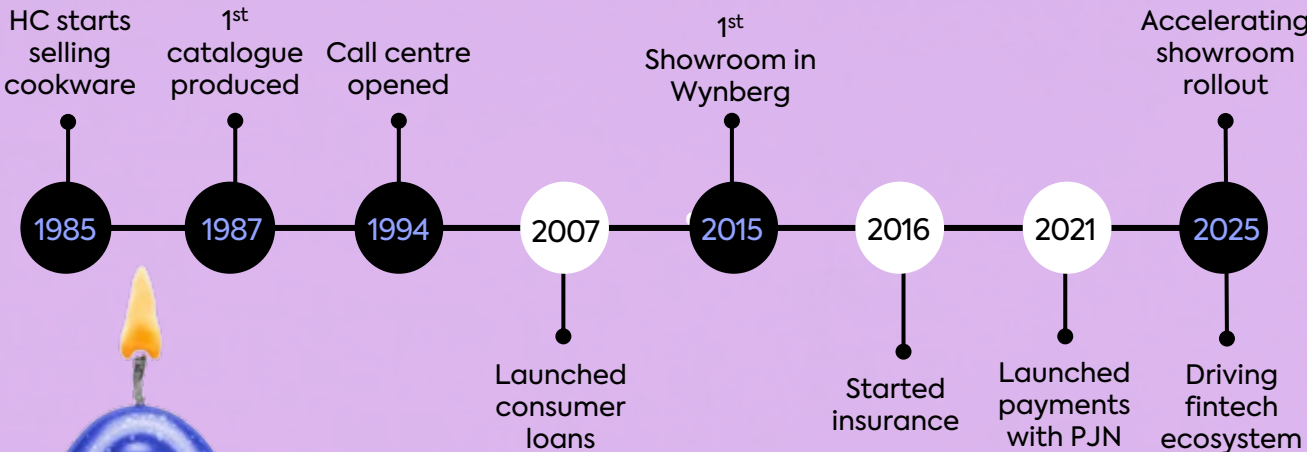 HC starts
selling
cookware
1st
catalogue
produced
Call centre
opened
1st
Showroom in
Wynberg
Accelerating
showroom
rollout
1985
1987
1994
2007
2015
2016
2021
2025
Launched
consumer
loans
Started
insurance
Launched
payments
with PJN
Driving
fintech
ecosystem